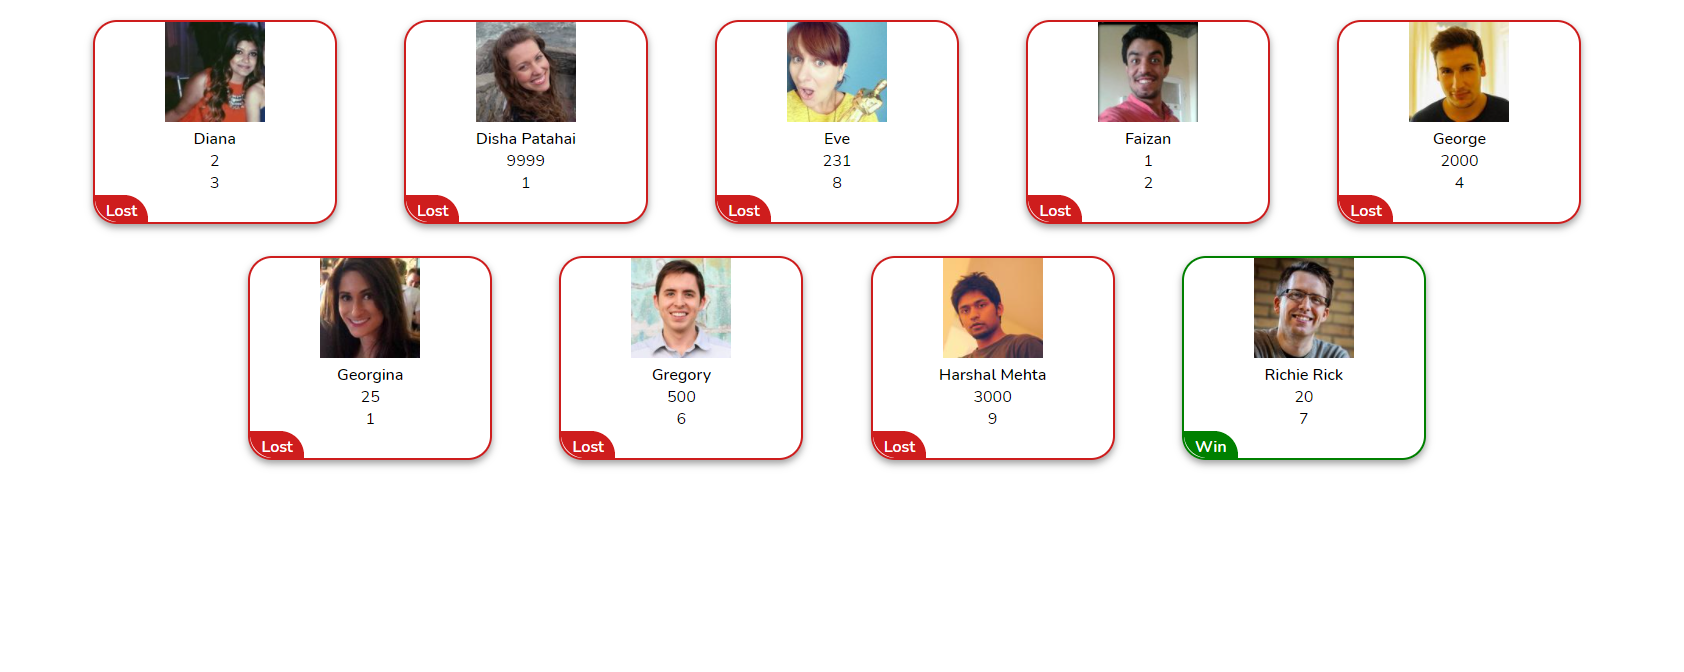 Diana
2
3
Lost
Disha Patahai
9999
1
Lost
Eve
231
8
Lost
Faizan
1
2
Lost
George
2000
4
Lost
Georgina
25
1
Lost
Gregory
500
6
Lost
Harshal Mehta
3000
9
Lost
Richie Rick
20
7
Win